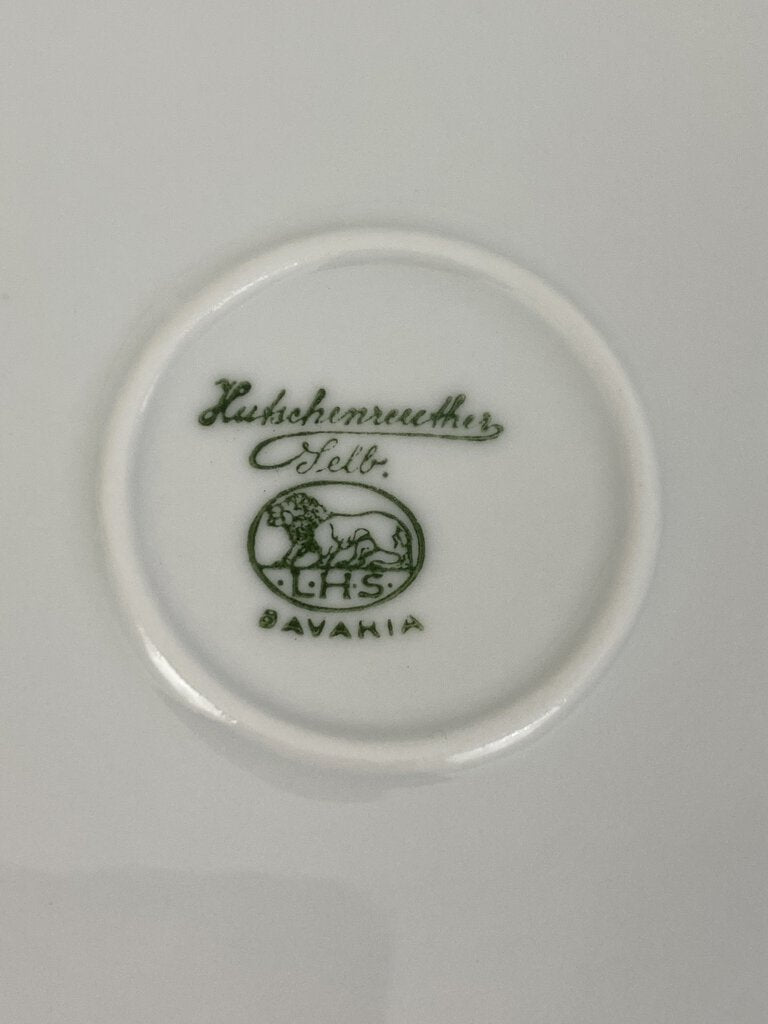 Hutschenreuther
Selb.
·L·H·S·
BAVARIA